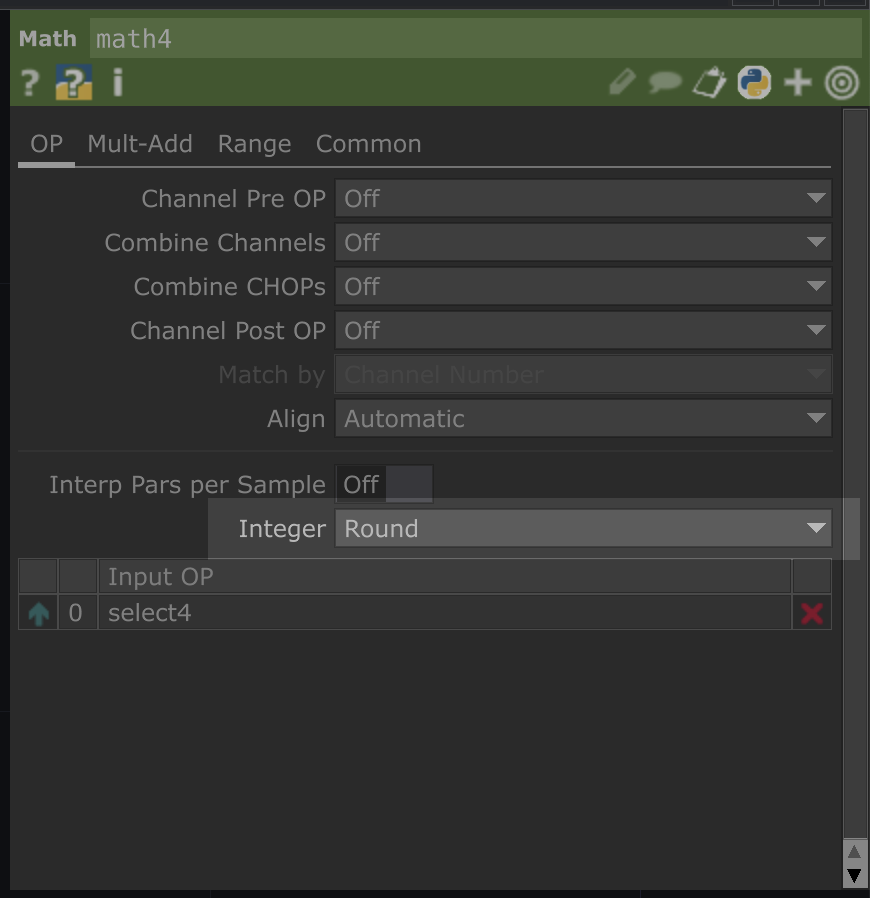 Math math4
OP Mult-Add Range Common
Channel Pre OP Off
Combine Channels Off
Combine CHOPs Off
Channel Post OP Off
Match by Channel Number
Align Automatic
Interp Pars per Sample Off
Integer Round
Input OP
0 select4